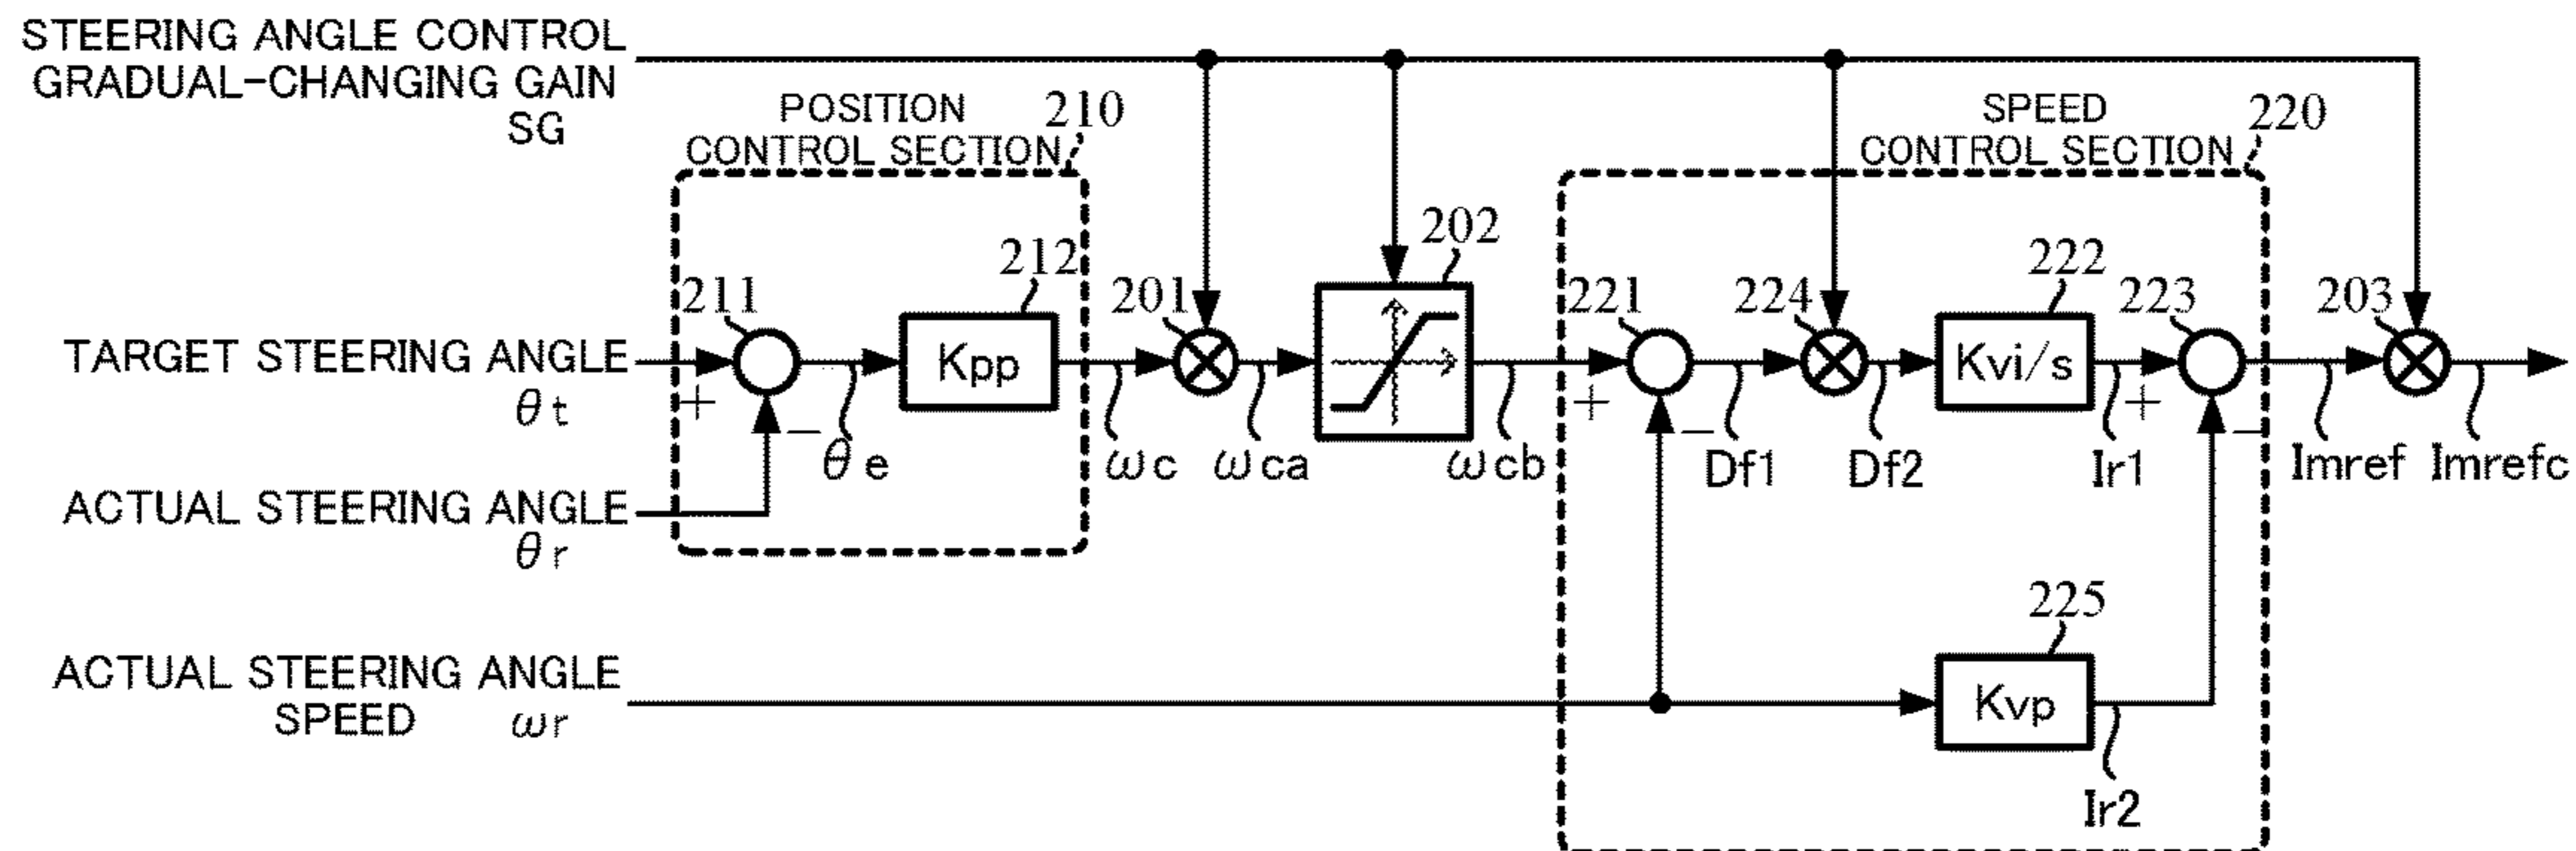 STEERING ANGLE CONTROL
GRADUAL-CHANGING GAIN
SG
POSITION
CONTROL SECTION
210
SPEED
CONTROL SECTION
220
211
212
201
202
221
224
222
223
203
TARGET STEERING ANGLE
θt
+
-
θe
Kpp
ωc
ωca
ωcb
+
-
Df1
Df2
Kvi/s
Ir1
+
-
Imref
Imrefc
ACTUAL STEERING ANGLE
θr
ACTUAL STEERING ANGLE
SPEED ωr
225
Kvp
Ir2